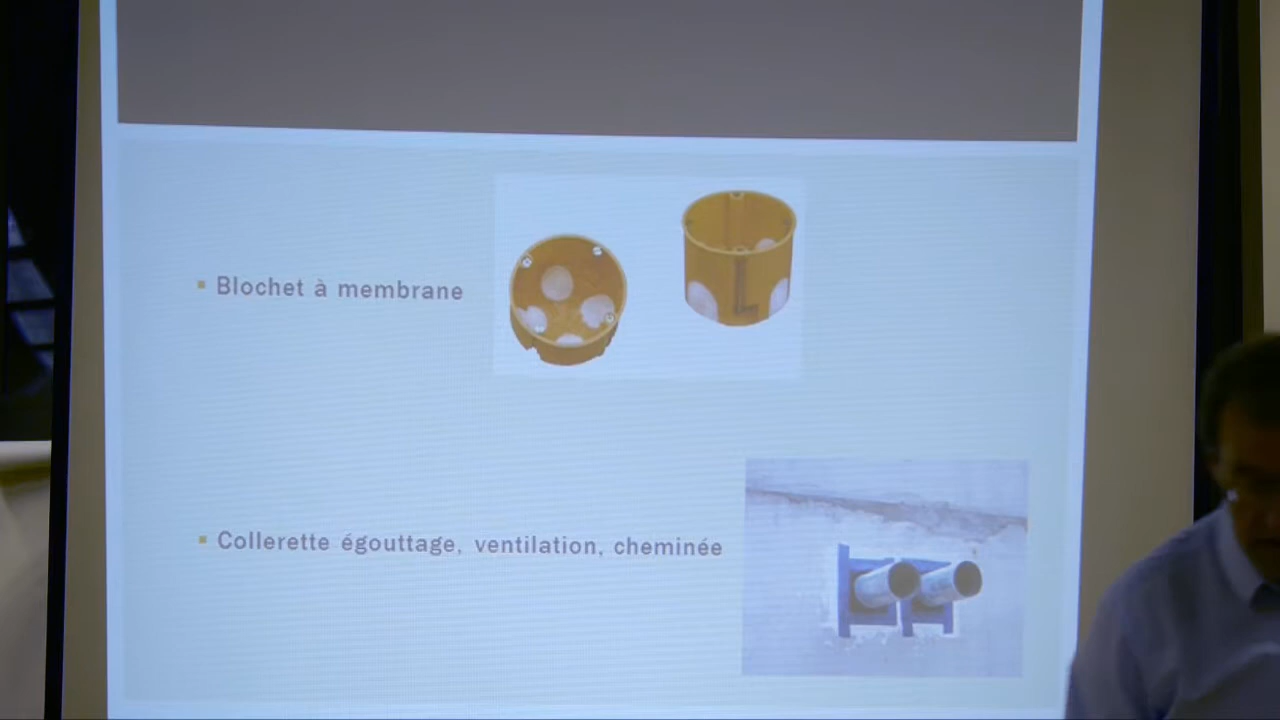 Blochet à membrane
Collerette égouttage, ventilation, cheminée